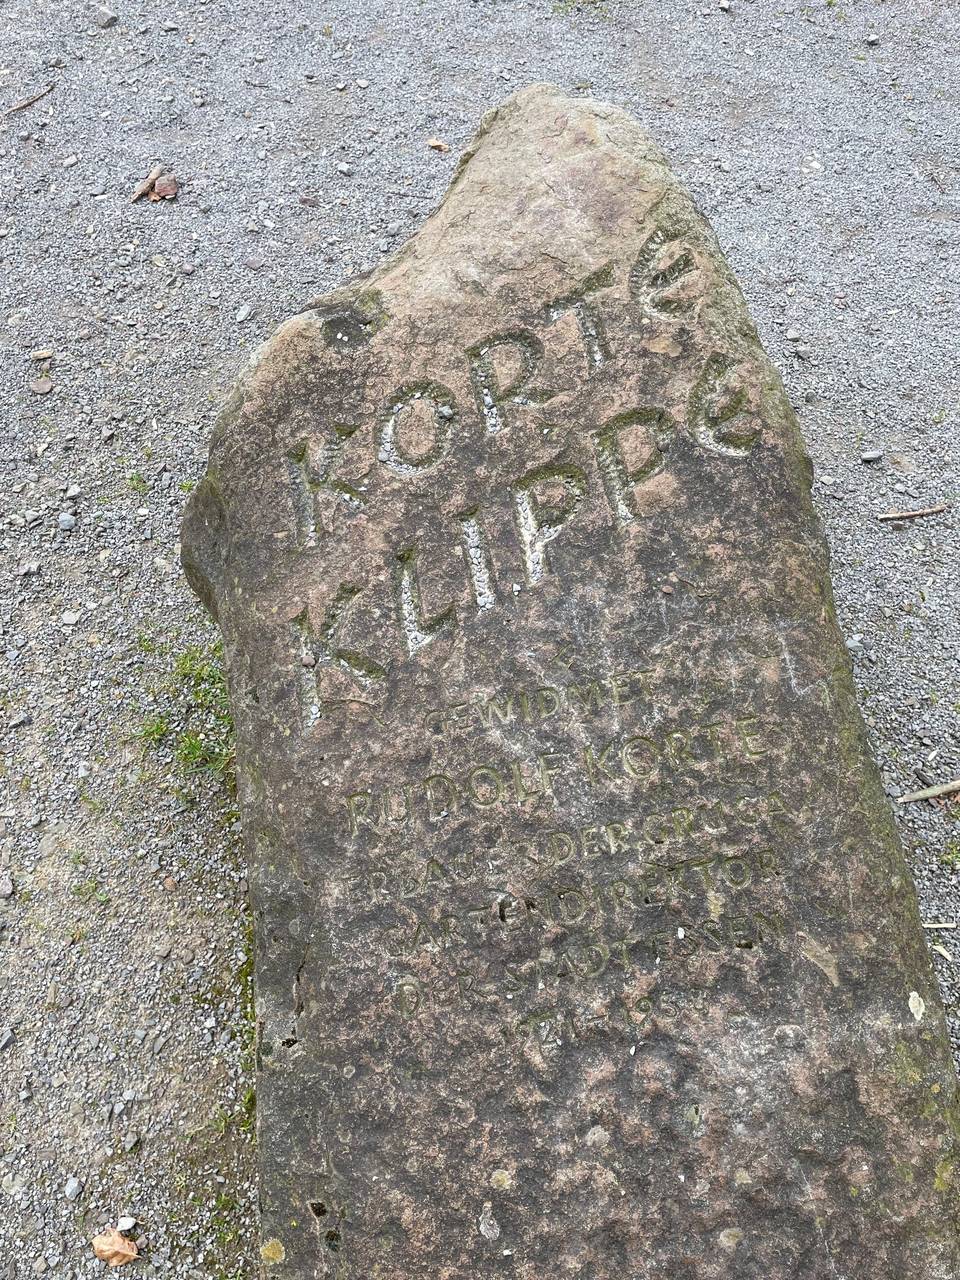 KORTE
KLIPPE
GEWIDMET
RUDOLF KORTE
ERBAUER DER GRUGA
GARTENDIREKTOR
DER STADT ESSEN